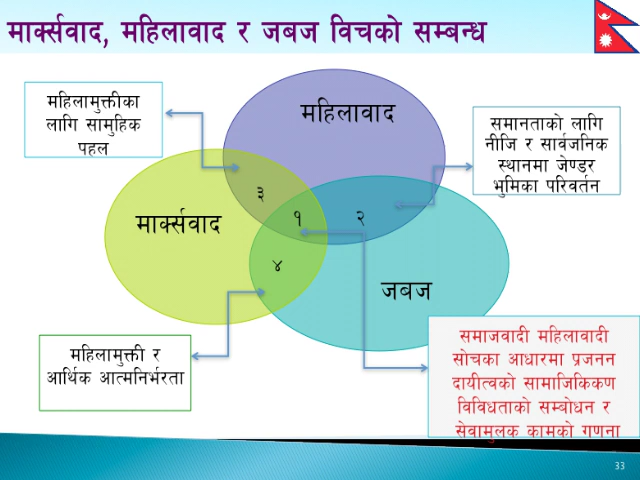 मार्क्सवाद, महिलावाद र जबज विचको सम्बन्ध
महिलामुक्तीका
लागि सामुहिक
पहल
महिलावाद
समानताको लागि
नीजि र सार्वजनिक
स्थानमा जेण्डर
भुमिका परिवर्तन
३
१
२
मार्क्सवाद
४
जबज
महिलामुक्ती र
आर्थिक आत्मनिर्भरता
समाजवादी महिलावादी
सोचका आधारमा प्रजनन
दायीत्वको सामाजिकिकण
विविधताको सम्बोधन र
सेवामुलक कामको गणना
33